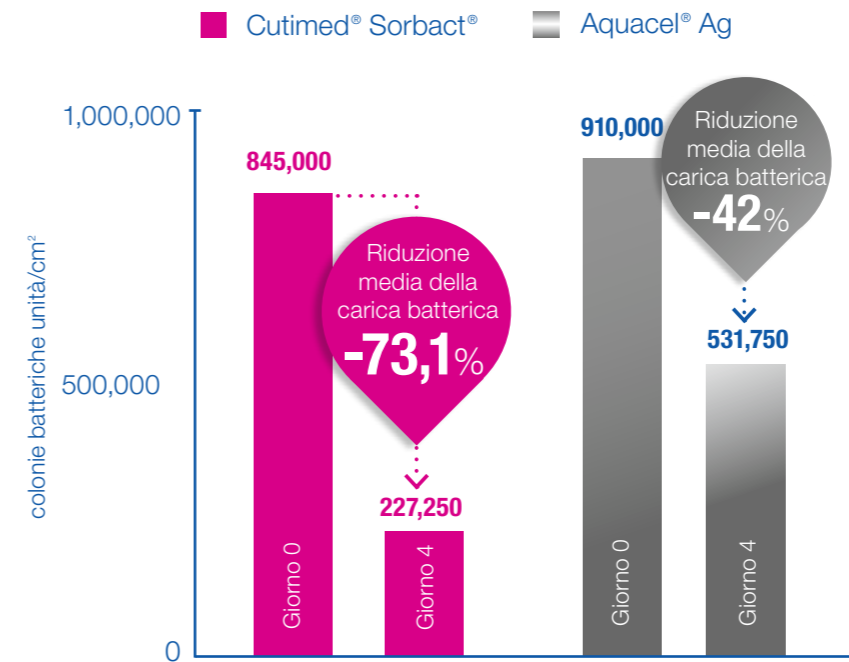 Cutimed® Sorbact®
Aquacel® Ag
colonie batteriche unità/cm²
1,000,000
500,000
0
845,000
Riduzione
media della
carica batterica
-73,1%
227,250
Giorno 0
Giorno 4
910,000
Riduzione
media della
carica batterica
-42%
531,750
Giorno 0
Giorno 4